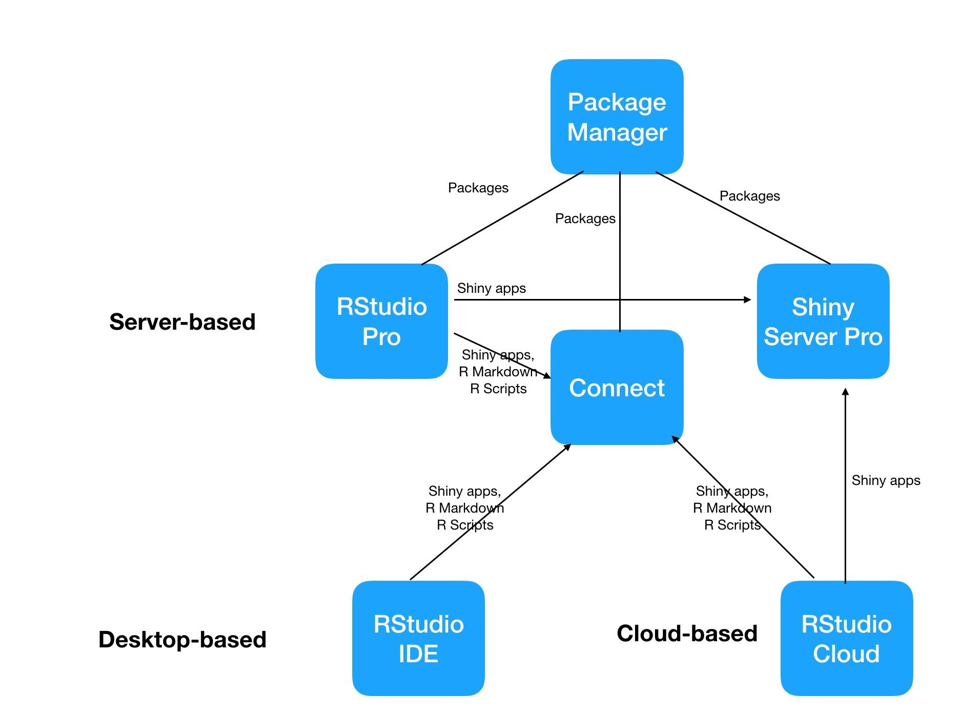 Package
Manager
Packages
Packages
Packages
Server-based
RStudio
Pro
Shiny apps
Shiny
Server Pro
Shiny apps,
R Markdown
R Scripts
Connect
Shiny apps,
R Markdown
R Scripts
Shiny apps,
R Markdown
R Scripts
Shiny apps
Desktop-based
RStudio
IDE
Cloud-based
RStudio
Cloud